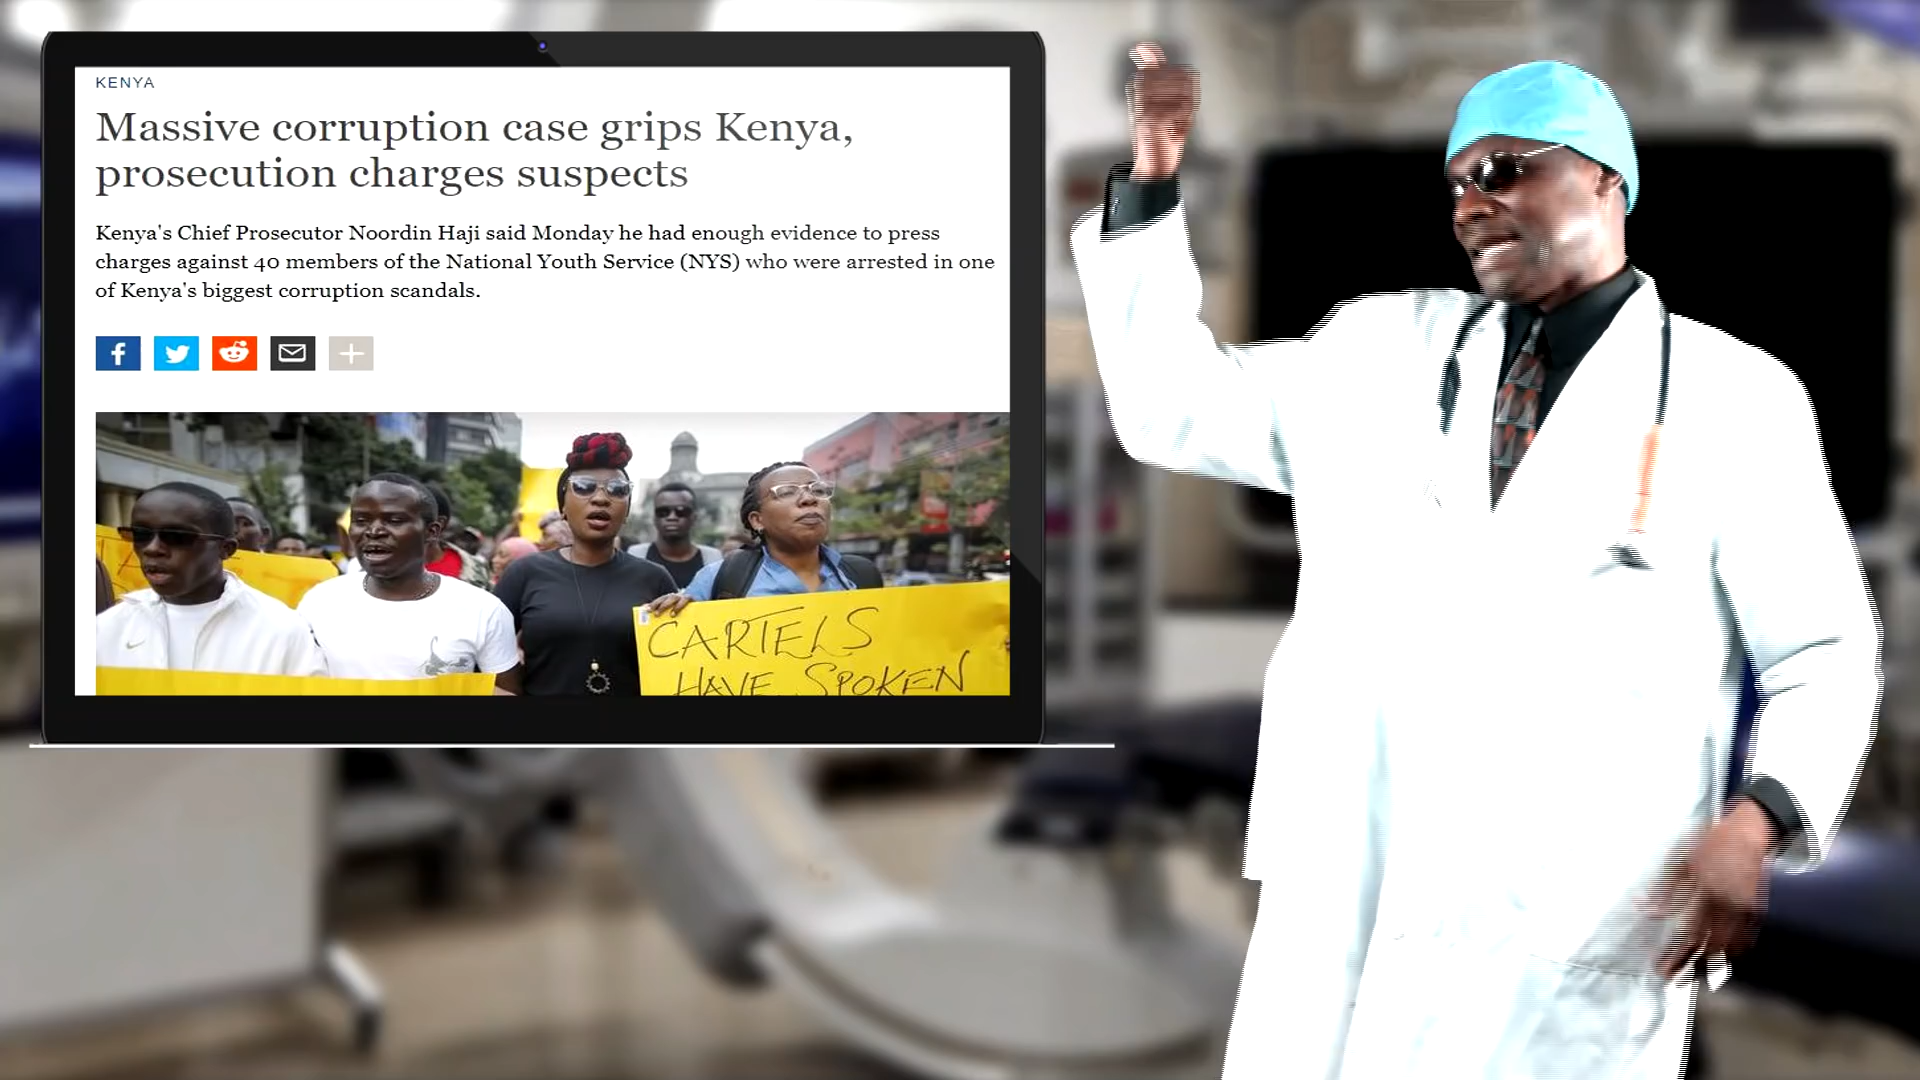 KENYA
Massive corruption case grips Kenya,
prosecution charges suspects
Kenya's Chief Prosecutor Noordin Haji said Monday he had enough evidence to press
charges against 40 members of the National Youth Service (NYS) who were arrested in one
of Kenya's biggest corruption scandals.
CARTELS
HAVE SPOKEN